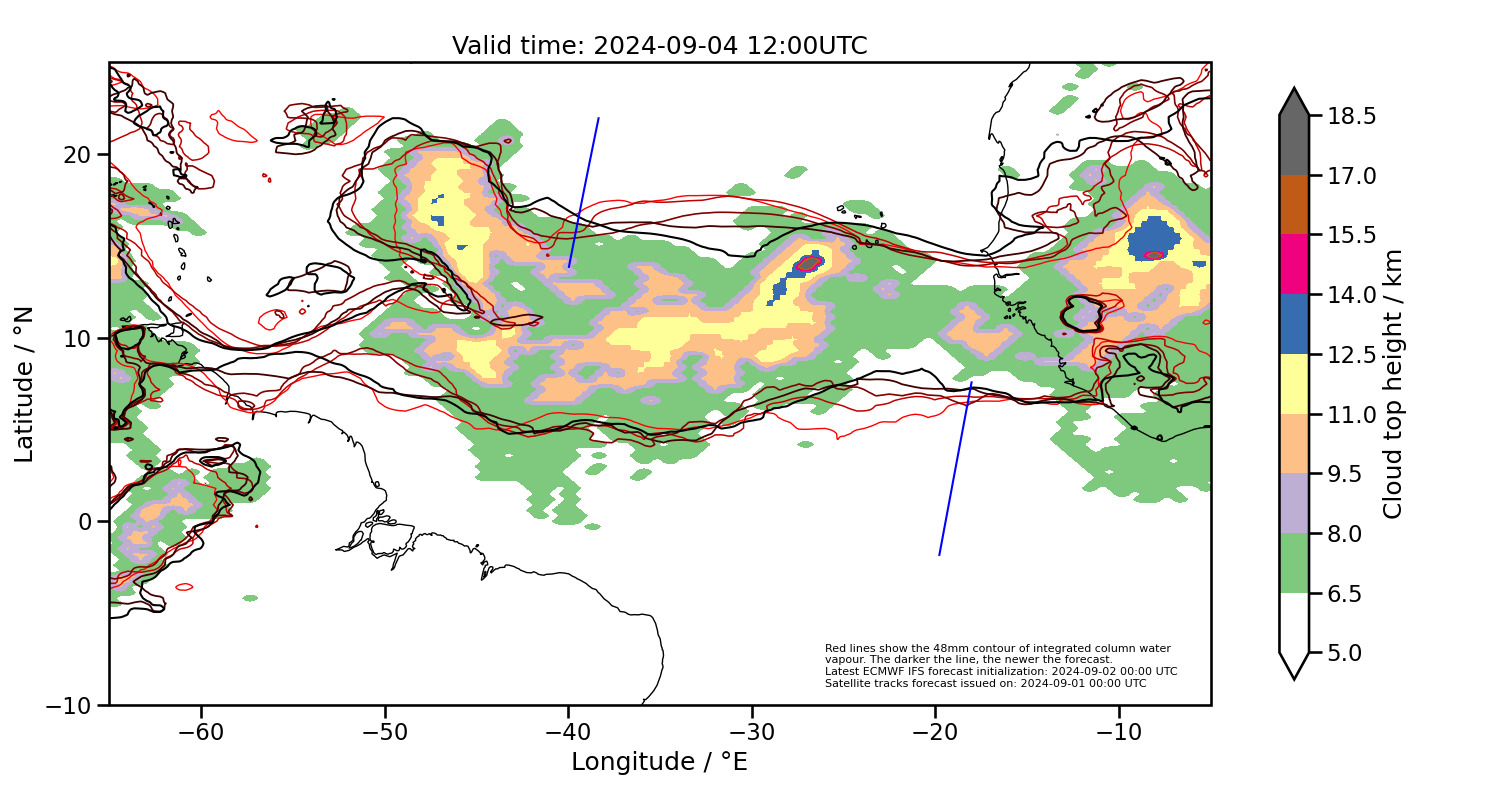 Valid time: 2024-09-04 12:00UTC
Latitude / °N
20
10
0
−10
−60
−50
−40
−30
−20
−10
Longitude / °E
Red lines show the 48mm contour of integrated column water
vapour. The darker the line, the newer the forecast.
Latest ECMWF IFS forecast initialization: 2024-09-02 00:00 UTC
Satellite tracks forecast issued on: 2024-09-01 00:00 UTC
18.5
17.0
15.5
14.0
12.5
11.0
9.5
8.0
6.5
5.0
Cloud top height / km